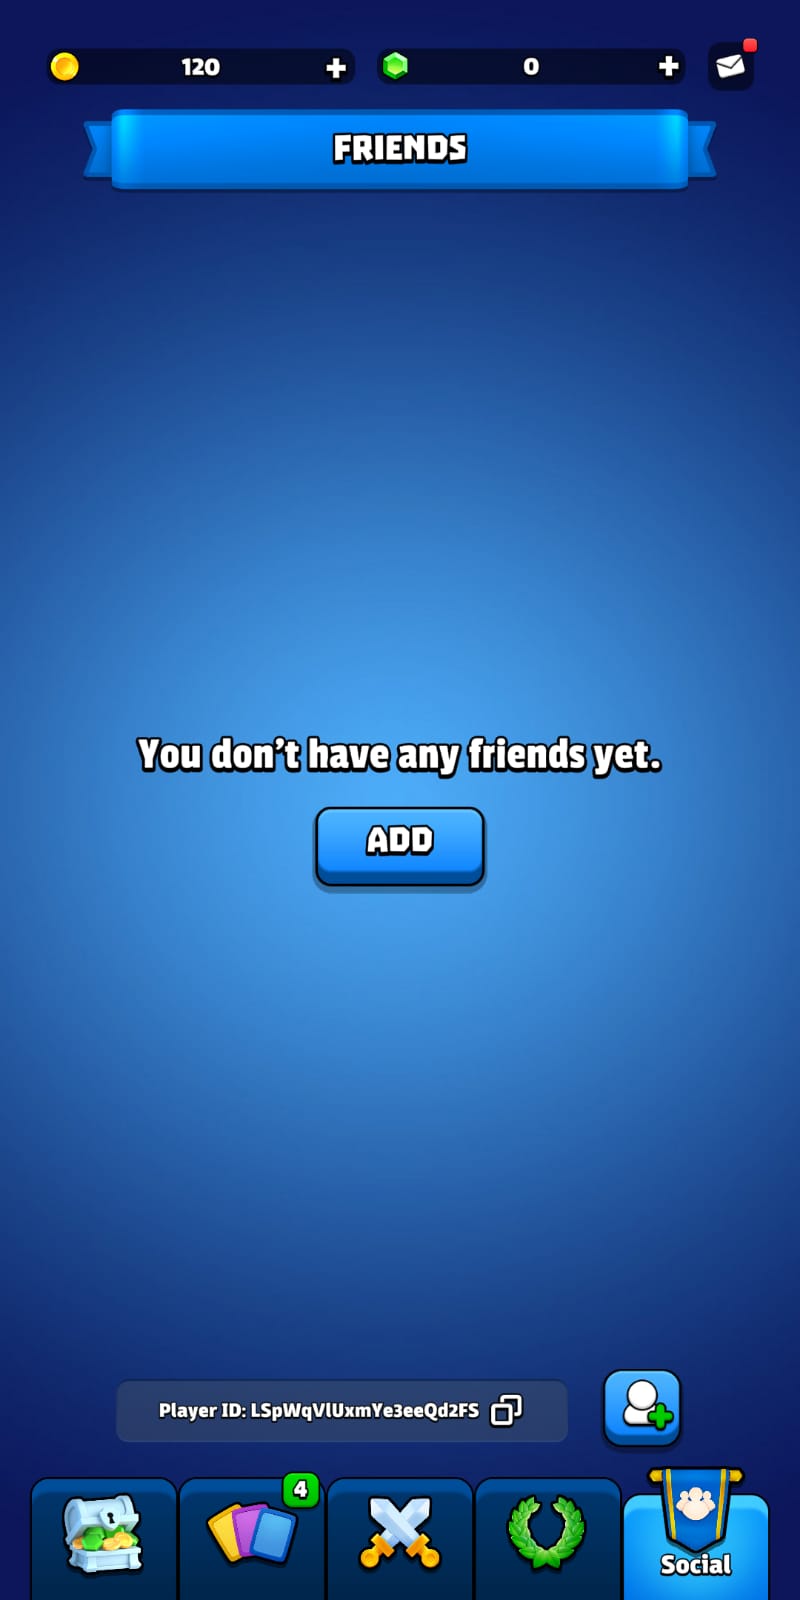 120
0
FRIENDS
You don't have any friends yet.
ADD
Player ID: LSpWqVlUxmYe3eeQd2FS
4
Social